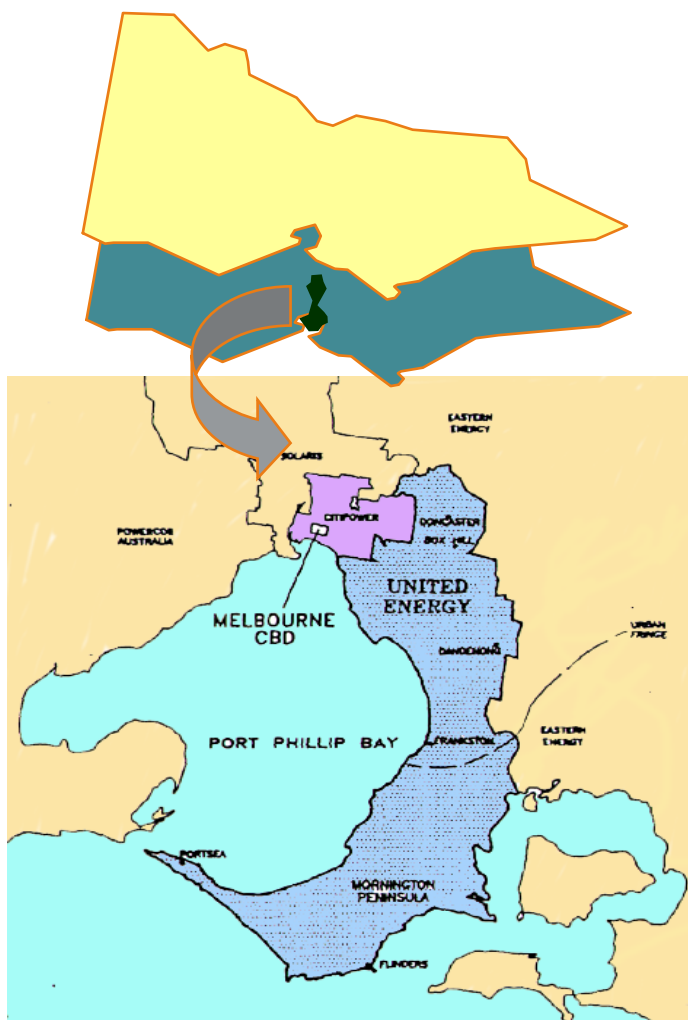 EASTERN
ENERGY
SOLARIS
CITIPOWER
DONCASTER
POWERCOR
AUSTRALIA
BOX HILL
UNITED
ENERGY
MELBOURNE
CBD
URBAN
FRINGE
DANDENONG
EASTERN
ENERGY
PORT PHILLIP BAY
FRANKSTON
PORTSEA
MORNINGTON
PENINSULA
FLINDERS